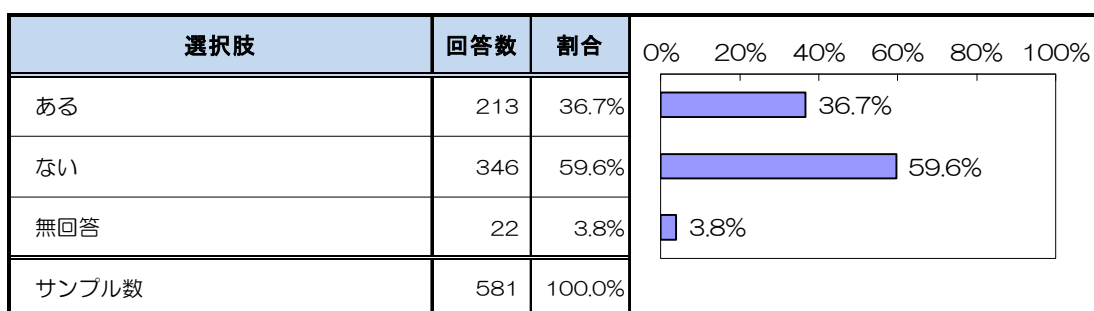 選択肢 回答数 割合
0% 20% 40% 60% 80% 100%
ある 213 36.7% 36.7%
ない 346 59.6% 59.6%
無回答 22 3.8% 3.8%
サンプル数 581 100.0%